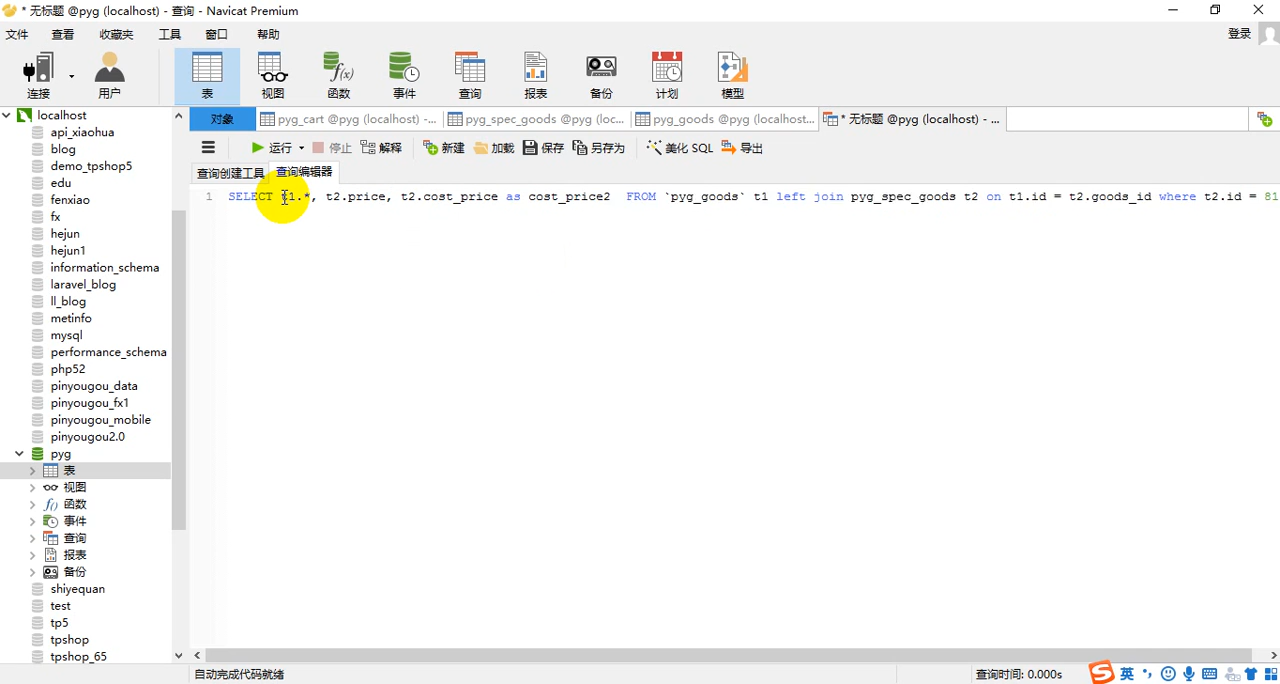 * 无标题 @pyg (localhost) - 查询 - Navicat Premium
文件 查看 收藏夹 工具 窗口 帮助 登录
连接 用户 表 视图 函数 事件 查询 报表 备份 计划 模型
对象 pyg_cart @pyg (localhost) -... pyg_spec_goods @pyg (loc... pyg_goods @pyg (localhost... * 无标题 @pyg (localhost) - ...
运行 停止 解释 新建 加载 保存 另存为 美化 SQL 导出
查询创建工具 查询编辑器
1 SELECT t1.*, t2.price, t2.cost_price as cost_price2 FROM `pyg_goods` t1 left join pyg_spec_goods t2 on t1.id = t2.goods_id where t2.id = 81
localhost
api_xiaohua
blog
demo_tpshop5
edu
fenxiao
fx
hejun
hejun1
information_schema
laravel_blog
ll_blog
metinfo
mysql
performance_schema
php52
pinyougou_data
pinyougou_fx1
pinyougou_mobile
pinyougou2.0
pyg
表
视图
函数
事件
查询
报表
备份
shiyequan
test
tp5
tpshop
tpshop_65
自动完成代码就绪 查询时间: 0.000s 英